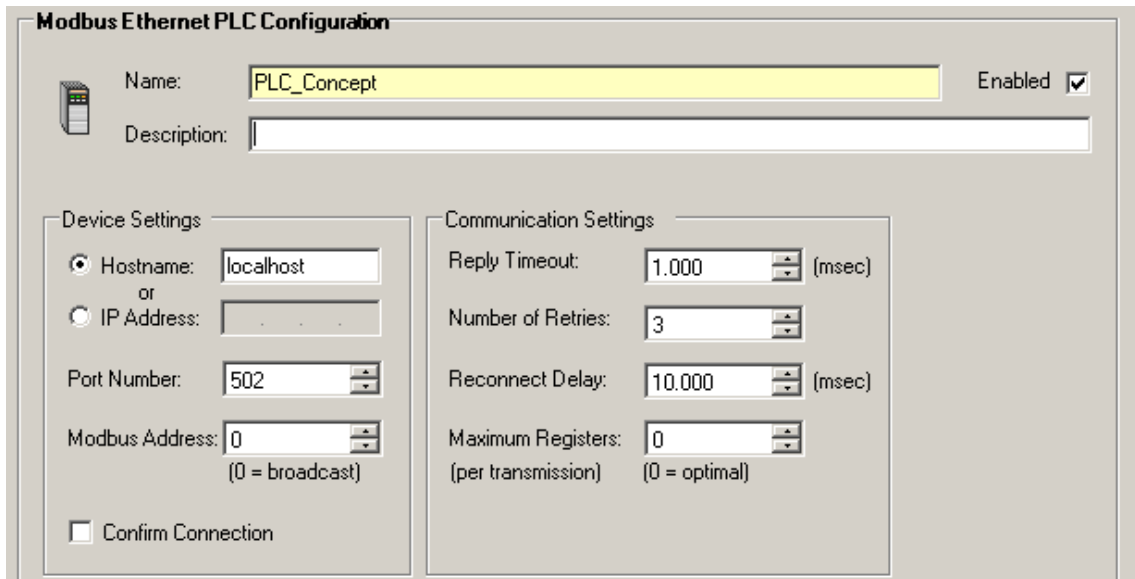 Modbus Ethernet PLC Configuration
Name: PLC_Concept Enabled
Description:
Device Settings
Hostname: localhost
or
IP Address: . . .
Port Number: 502
Modbus Address: 0
(0 = broadcast)
Confirm Connection
Communication Settings
Reply Timeout: 1.000 (msec)
Number of Retries: 3
Reconnect Delay: 10.000 (msec)
Maximum Registers: 0
(per transmission) (0 = optimal)